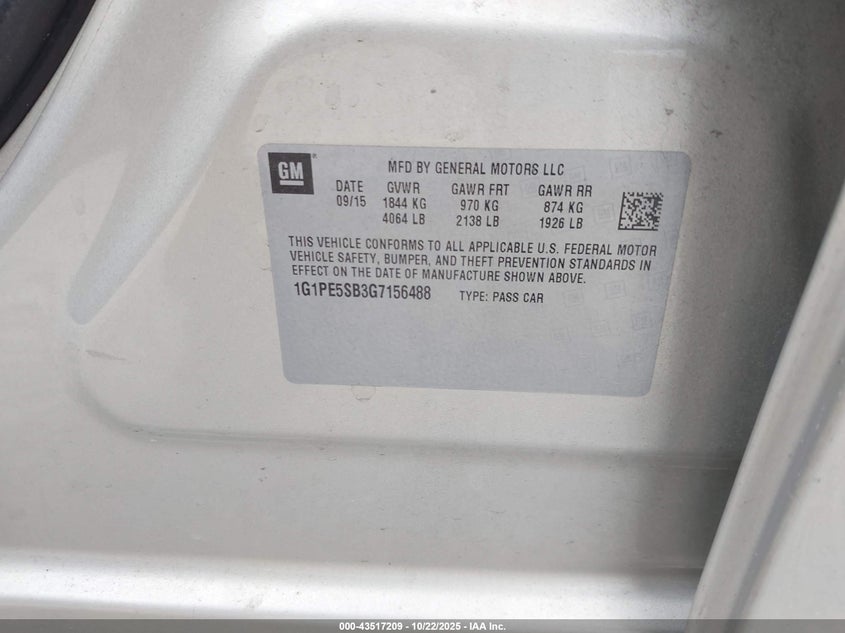 GM
MFD BY GENERAL MOTORS LLC
DATE GVWR GAWR FRT GAWR RR
09/15 1844 KG 970 KG 874 KG
4064 LB 2138 LB 1926 LB
THIS VEHICLE CONFORMS TO ALL APPLICABLE U.S. FEDERAL MOTOR
VEHICLE SAFETY, BUMPER, AND THEFT PREVENTION STANDARDS IN
EFFECT ON THE DATE OF MANUFACTURE SHOWN ABOVE.
1G1PE5SB3G7156488 TYPE: PASS CAR
000-43517209 - 10/22/2025 - IAA Inc.